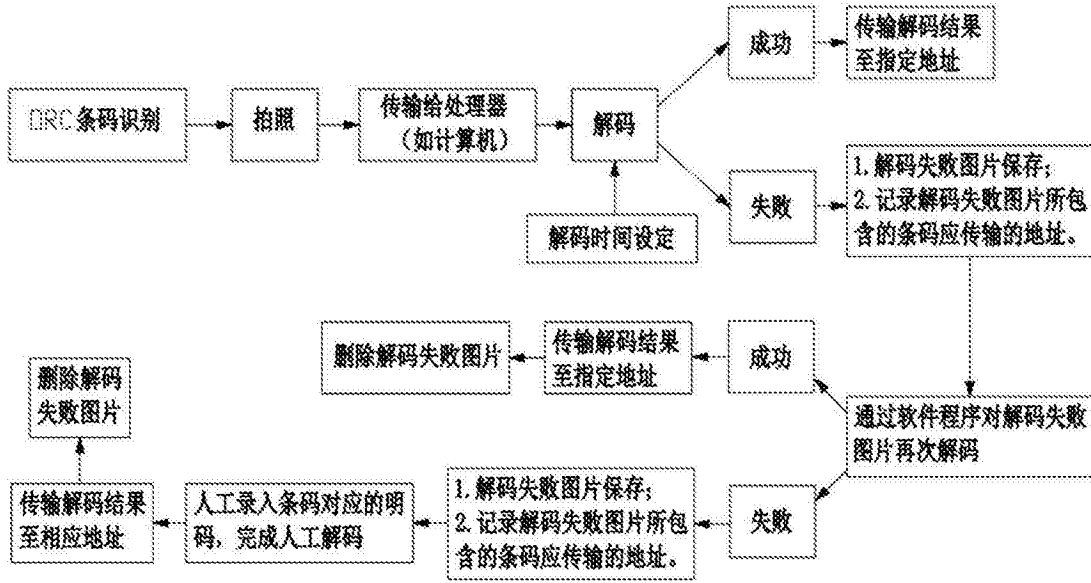 成功
传输解码结果
至指定地址
ORC条码识别
拍照
传输给处理器
（如计算机）
解码
解码时间设定
失败
1.解码失败图片保存；
2.记录解码失败图片所包
含的条码应传输的地址。
删除解码失败图片
传输解码结果
至指定地址
成功
通过软件程序对解码失败
图片再次解码
删除解码
失败图片
传输解码结果
至相应地址
人工录入条码对应的明
码，完成人工解码
1.解码失败图片保存；
2.记录解码失败图片所包
含的条码应传输的地址。
失败